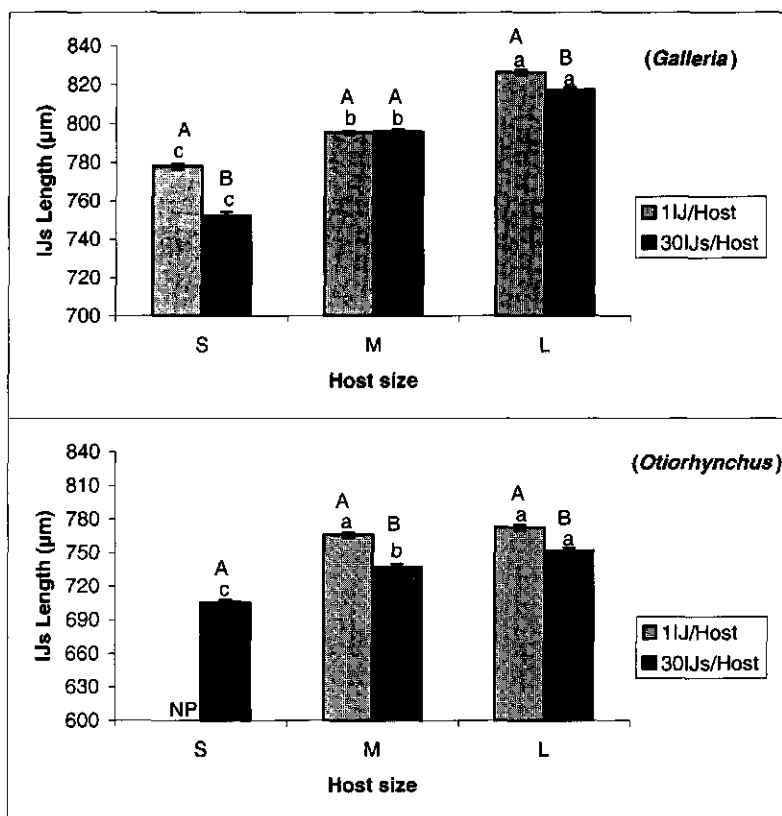 (Galleria)
IJs Length (µm)
840
820
800
780
760
740
720
700
A
c
B
c
A
b
A
b
A
a
B
a
1IJ/Host
30IJs/Host
S
M
L
Host size
(Otiorhynchus)
IJs Length (µm)
840
810
780
750
720
690
660
630
600
NP
A
c
A
a
B
b
A
a
B
a
1IJ/Host
30IJs/Host
S
M
L
Host size